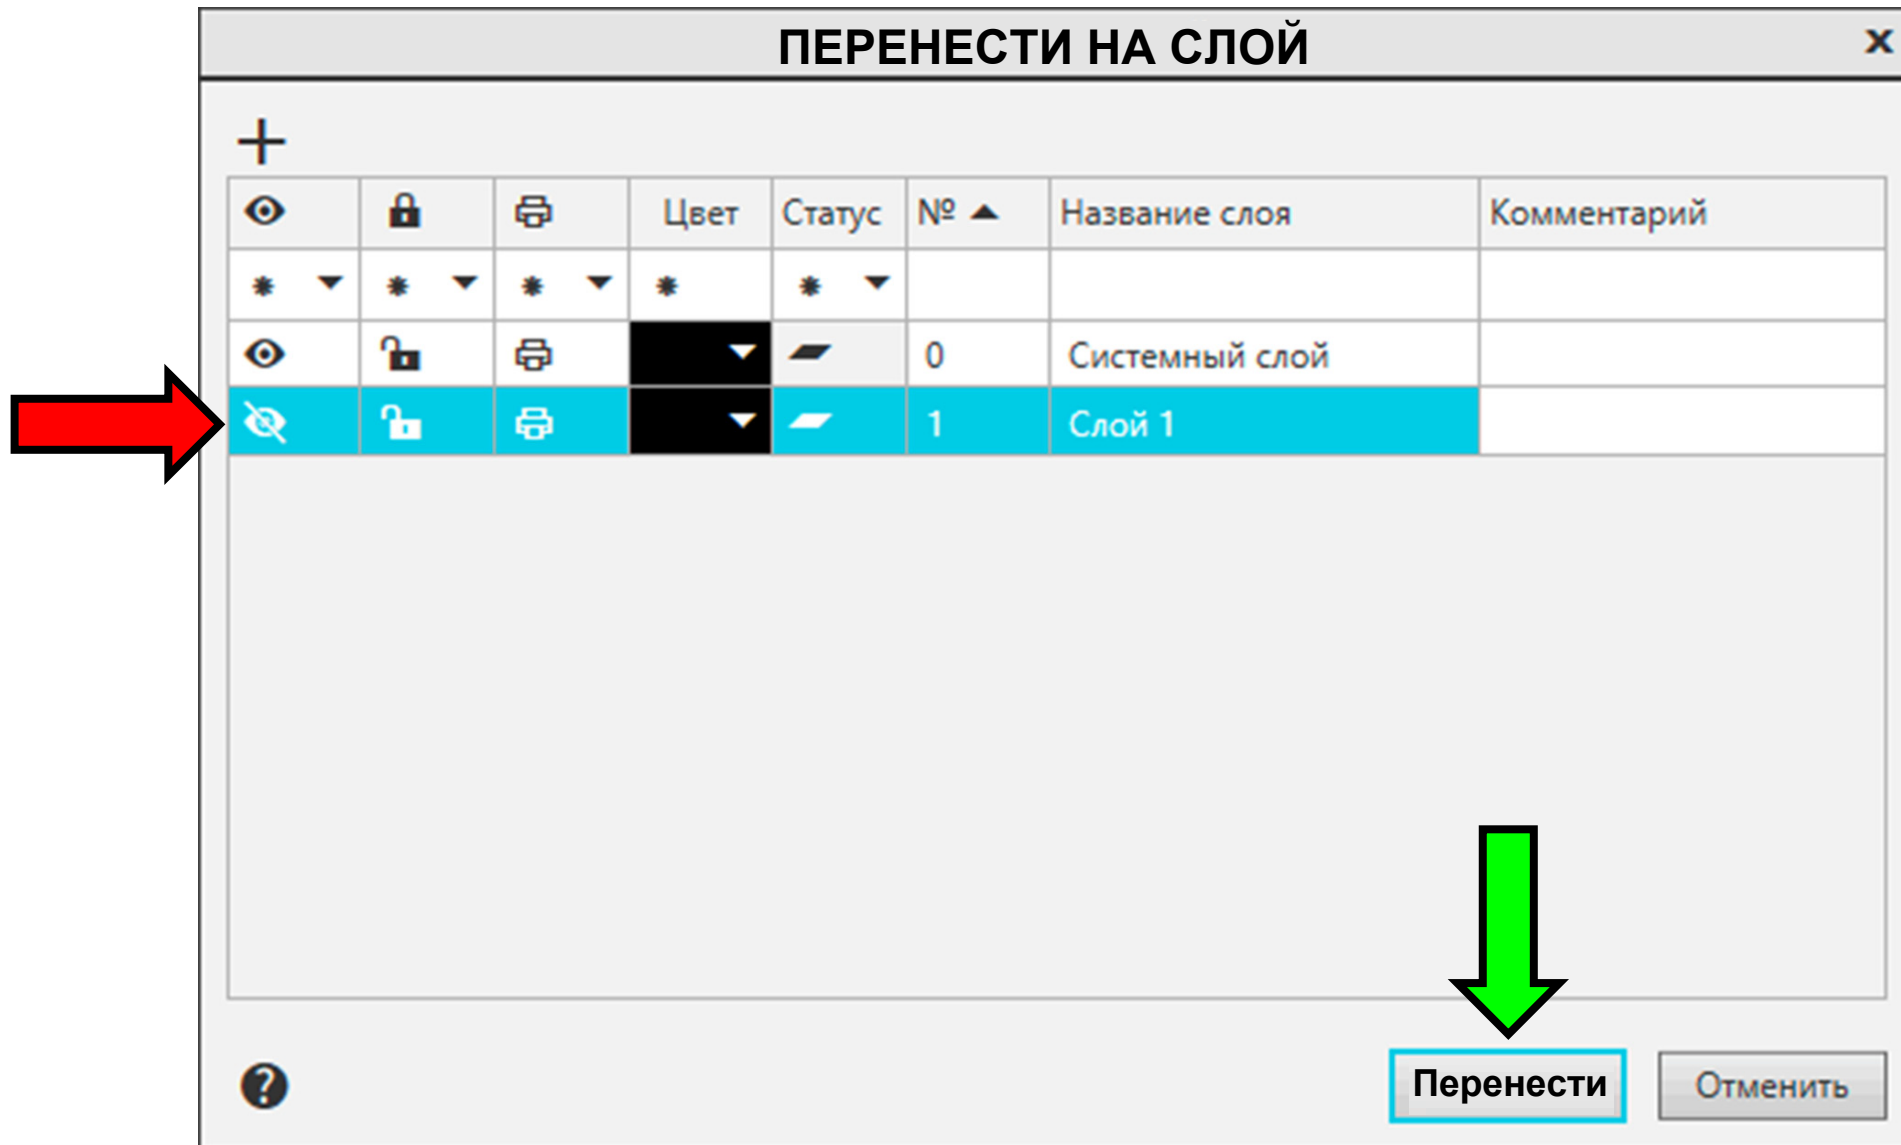 ПЕРЕНЕСТИ НА СЛОЙ x
Цвет Статус № Название слоя Комментарий
0 Системный слой
1 Слой 1
? Перенести Отменить